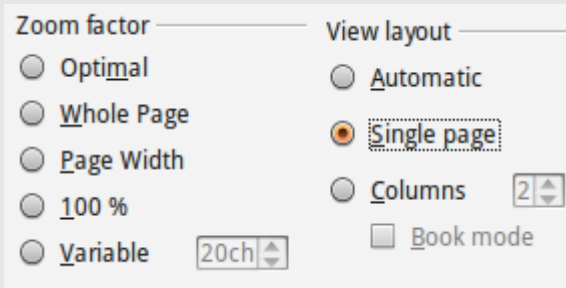 Zoom factor
Optimal
Whole Page
Page Width
100 %
Variable 20ch
View layout
Automatic
Single page
Columns 2
Book mode